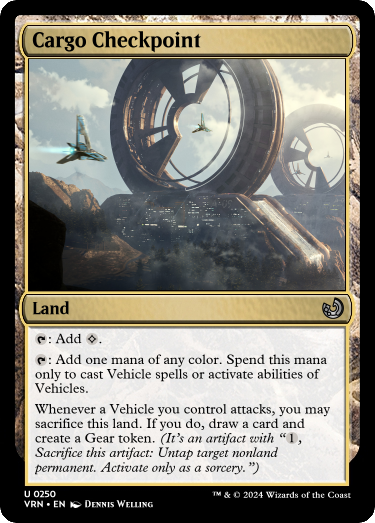 Cargo Checkpoint
Land
: Add .
: Add one mana of any color. Spend this mana
only to cast Vehicle spells or activate abilities of
Vehicles.
Whenever a Vehicle you control attacks, you may
sacrifice this land. If you do, draw a card and
create a Gear token. (It's an artifact with “1,
Sacrifice this artifact: Untap target nonland
permanent. Activate only as a sorcery.”)
U 0250
VRN • EN Dennis Welling
™ & © 2024 Wizards of the Coast